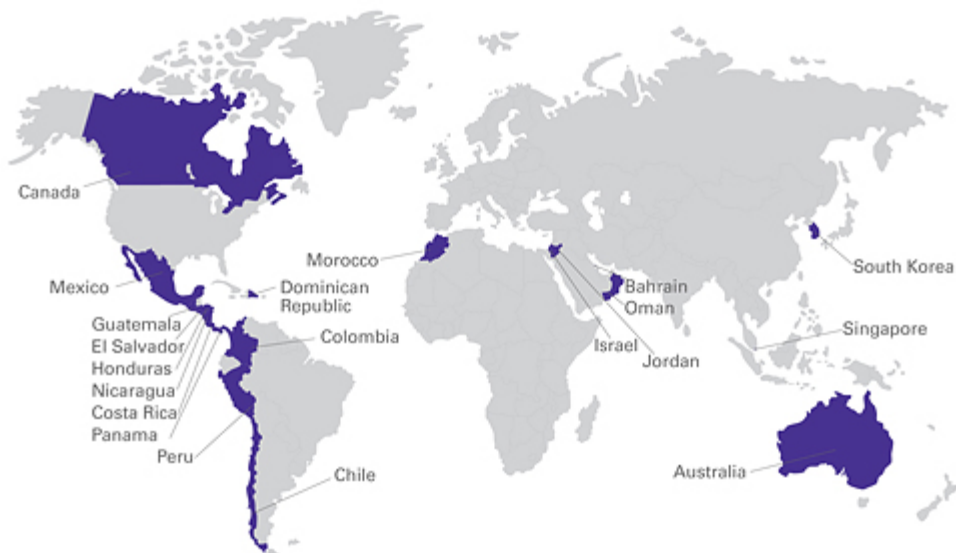 Canada
Mexico
Guatemala
El Salvador
Honduras
Nicaragua
Costa Rica
Panama
Peru
Chile
Colombia
Dominican
Republic
Morocco
Bahrain
Oman
Israel
Jordan
South Korea
Singapore
Australia